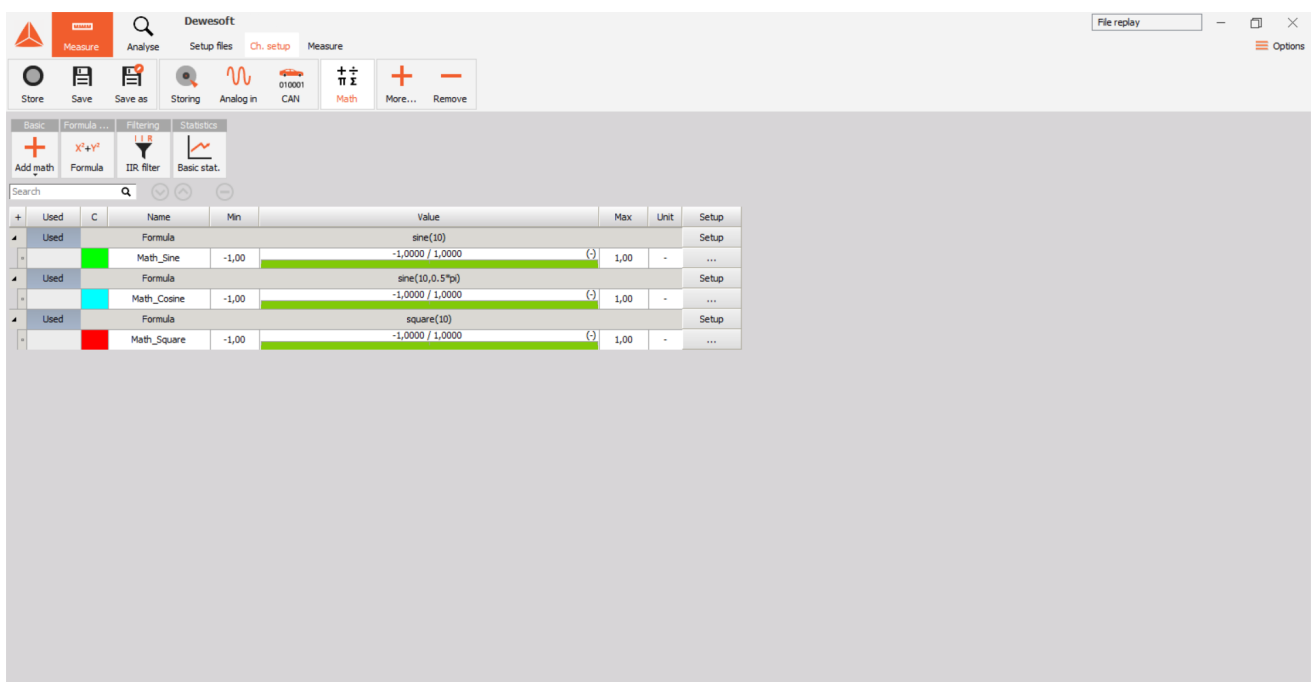 Dewesoft
File replay
Measure
Analyse
Setup files Ch. setup Measure
Options
Store Save Save as Storing Analog in 010001 CAN +÷ π Σ Math More... Remove
Basic Formula ... Filtering Statistics
X²+Y² I I R
Add math Formula IIR filter Basic stat.
Search
+ Used C Name Min Value Max Unit Setup
Used Formula sine(10) Setup
Math_Sine -1,00 -1,0000 / 1,0000 (-) 1,00 - ...
Used Formula sine(10,0.5*pi) Setup
Math_Cosine -1,00 -1,0000 / 1,0000 (-) 1,00 - ...
Used Formula square(10) Setup
Math_Square -1,00 -1,0000 / 1,0000 (-) 1,00 - ...